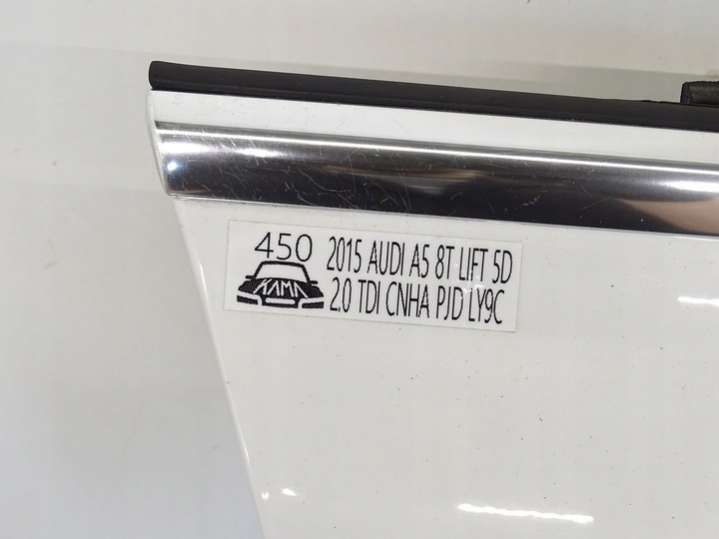 450
KAMA
2015 AUDI A5 8T LIFT 5D
2.0 TDI CNHA PJD LY9C